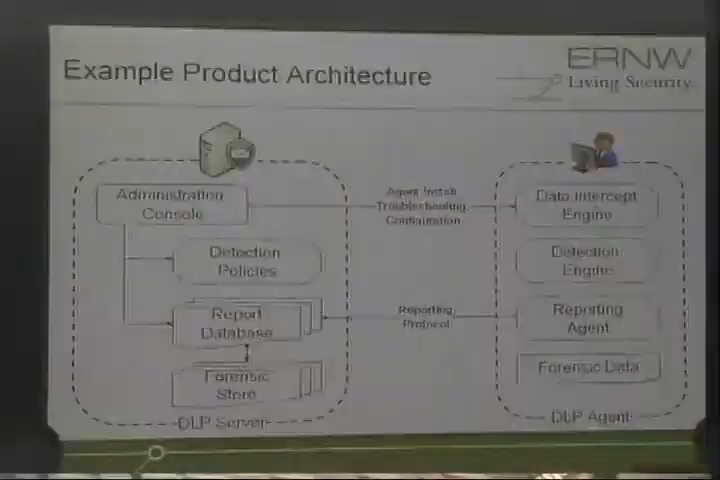 ERNW
Example Product Architecture
Living Security
Administration
Console
Agent Install
Troubleshooting
Configuration
Data Intercept
Engine
Detection
Policies
Detection
Engine
Report
Database
Reporting
Protocol
Reporting
Agent
Forensic
Store
Forensic Data
DLP Server
DLP Agent